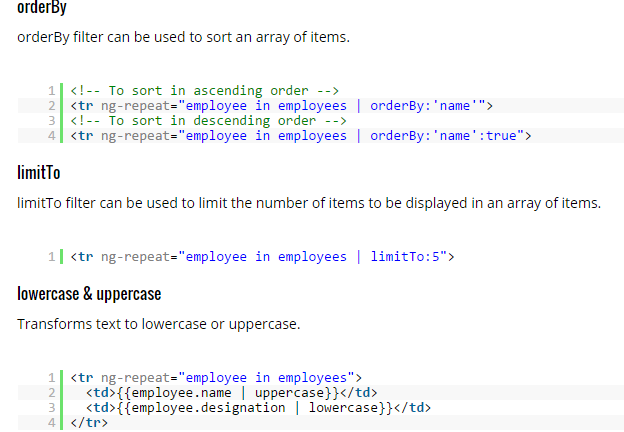 orderBy
orderBy filter can be used to sort an array of items.
1 <!-- To sort in ascending order -->
2 <tr ng-repeat="employee in employees | orderBy:'name'">
3 <!-- To sort in descending order -->
4 <tr ng-repeat="employee in employees | orderBy:'name':true">
limitTo
limitTo filter can be used to limit the number of items to be displayed in an array of items.
1 <tr ng-repeat="employee in employees | limitTo:5">
lowercase & uppercase
Transforms text to lowercase or uppercase.
1 <tr ng-repeat="employee in employees">
2   <td>{{employee.name | uppercase}}</td>
3   <td>{{employee.designation | lowercase}}</td>
4 </tr>